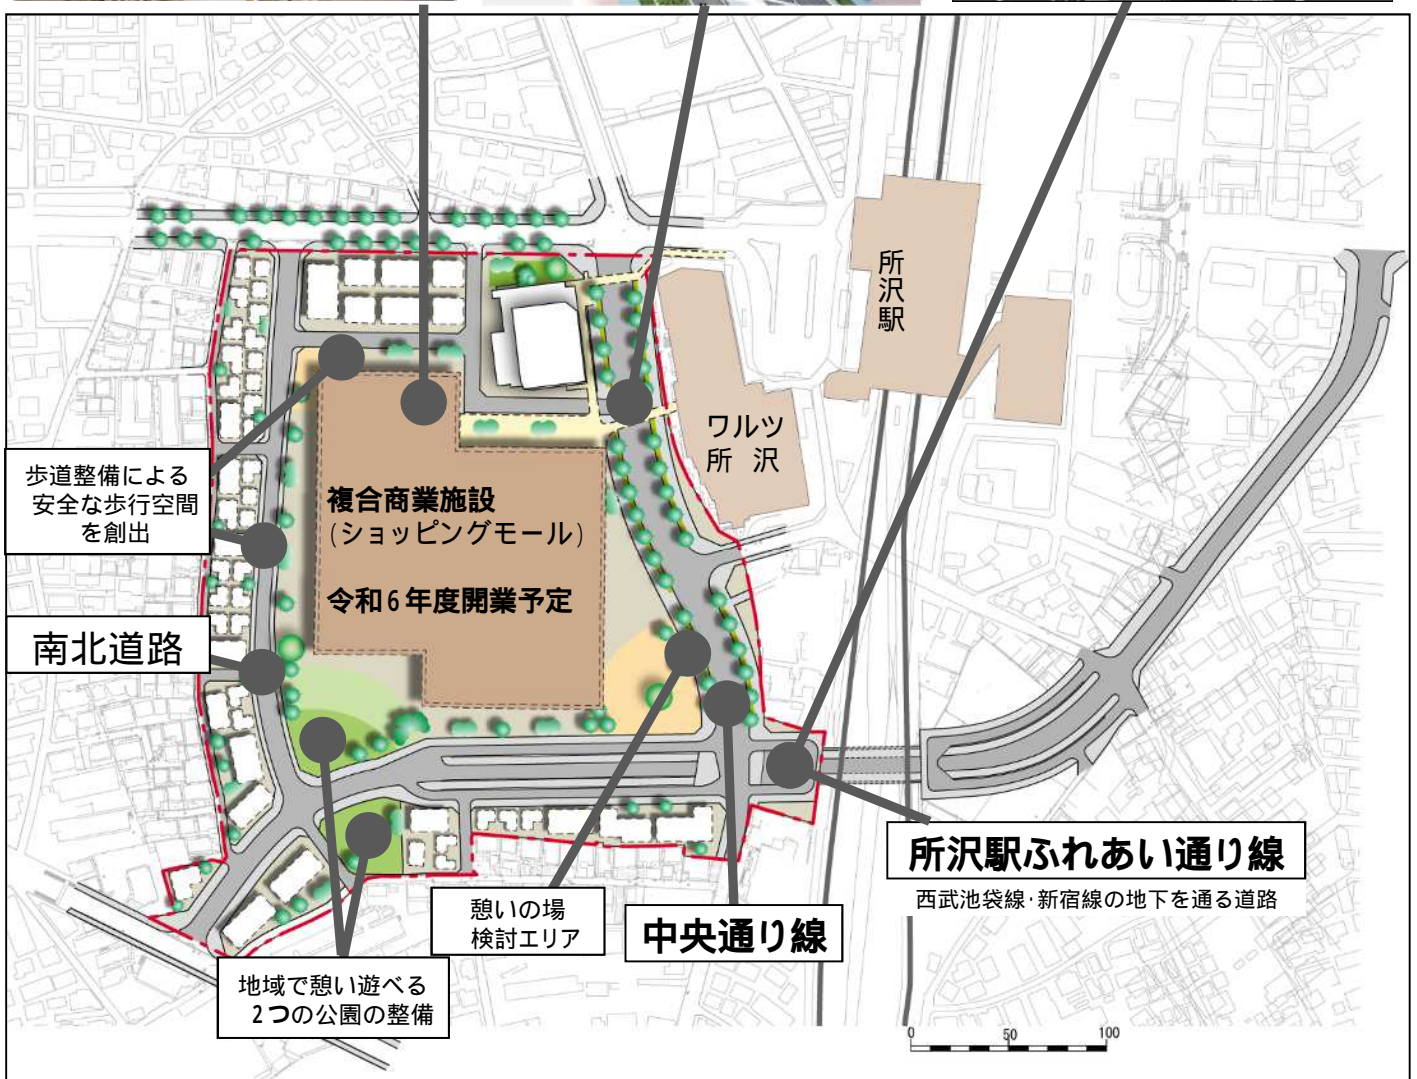 所沢駅
ワルツ
所 沢
歩道整備による
安全な歩行空間
を創出
複合商業施設
(ショッピングモール)
令和6年度開業予定
南北道路
所沢駅ふれあい通り線
西武池袋線・新宿線の地下を通る道路
憩いの場
検討エリア
中央通り線
地域で憩い遊べる
2つの公園の整備
0 50 100